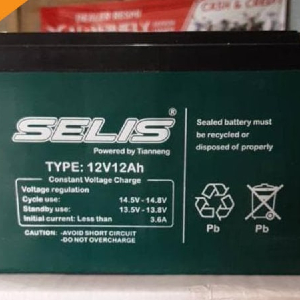 DEALER RESMI
CASH & CREDIT
SELIS®
Powered by Tianneng
TYPE: 12V12Ah
Constant Voltage Charge
Voltage regulation
Cycle use: 14.5V - 14.8V
Standby use: 13.5V - 13.8V
Initial current: Less than 3.6A
CAUTION: -AVOID SHORT CIRCUIT
-DO NOT OVERCHARGE
Sealed battery must
be recycled or
disposed of properly
Pb Pb